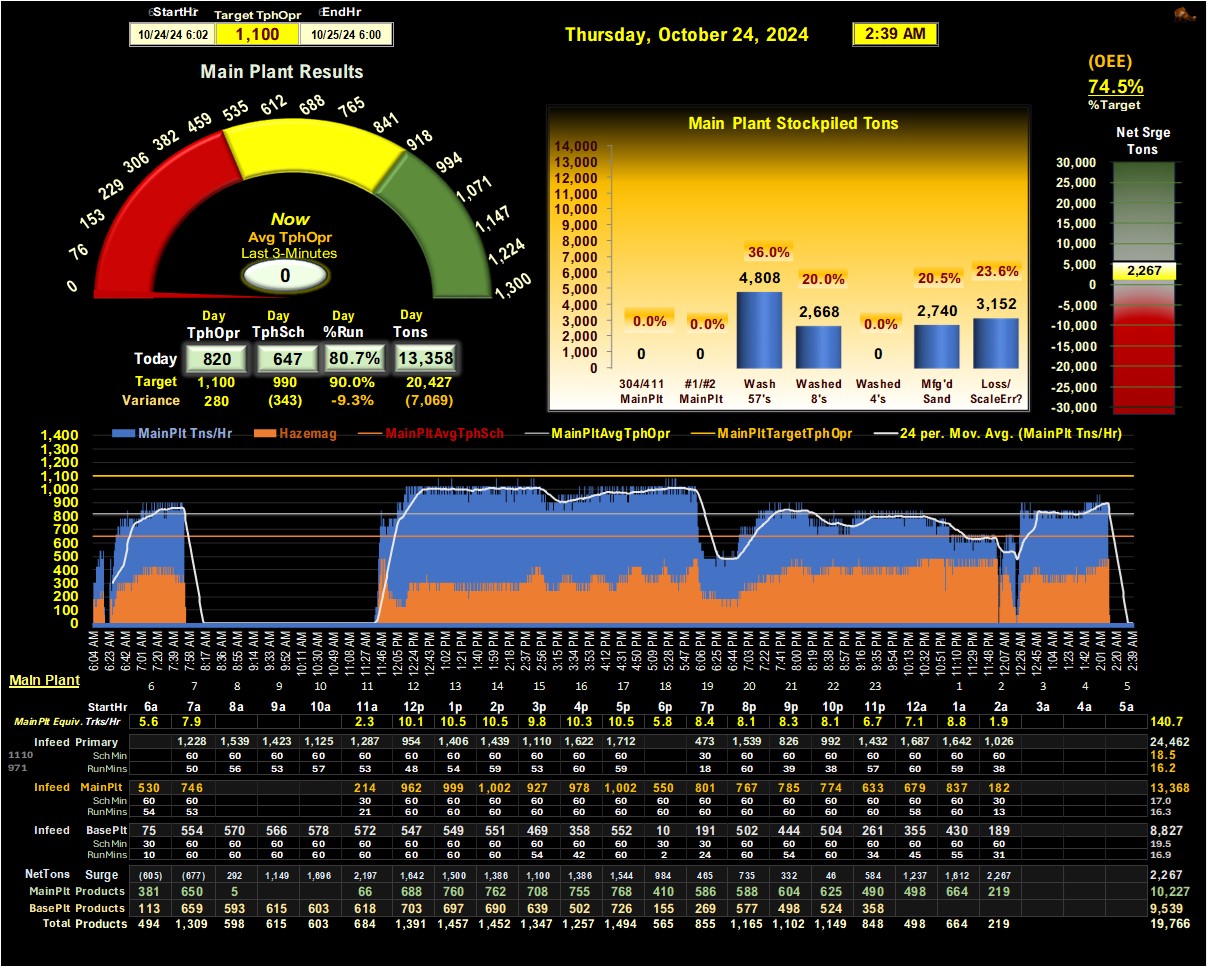 StartHr Target TphOpr EndHr
10/24/24 6:02 1,100 10/25/24 6:00
Thursday, October 24, 2024 2:39 AM
(OEE)
74.5%
%Target
Main Plant Results
0 76 153 229 306 382 459 535 612 688 765 841 918 994 1,071 1,147 1,224 1,300
Now
Avg TphOpr
Last 3-Minutes
0
Day Day Day Day
TphOpr TphSch %Run Tons
Today 820 647 80.7% 13,358
Target 1,100 990 90.0% 20,427
Variance 280 (343) -9.3% (7,069)
Main Plant Stockpiled Tons
14,000
13,000
12,000
11,000
10,000
9,000
8,000
7,000
6,000
5,000
4,000
3,000
2,000
1,000
0
0.0% 0.0% 36.0% 20.0% 0.0% 20.5% 23.6%
0 0 4,808 2,668 0 2,740 3,152
304/411 #1/#2 Wash Washed Washed Mfg'd Loss/
MainPlt MainPlt 57's 8's 4's Sand ScaleErr?
Net Srge
Tons
30,000
25,000
20,000
15,000
10,000
5,000
0
-5,000
-10,000
-15,000
-20,000
-25,000
-30,000
2,267
MainPlt Tns/Hr Hazemag MainPltAvgTphSch MainPltAvgTphOpr MainPltTargetTphOpr 24 per. Mov. Avg. (MainPlt Tns/Hr)
1,400
1,300
1,200
1,100
1,000
900
800
700
600
500
400
300
200
100
0
6:04 AM 6:23 AM 6:42 AM 7:01 AM 7:20 AM 7:39 AM 7:58 AM 8:17 AM 8:36 AM 8:55 AM 9:14 AM 9:33 AM 9:52 AM 10:11 AM 10:30 AM 10:49 AM 11:08 AM 11:27 AM 11:46 AM 12:05 PM 12:24 PM 12:43 PM 1:02 PM 1:21 PM 1:40 PM 1:59 PM 2:18 PM 2:37 PM 2:56 PM 3:15 PM 3:34 PM 3:53 PM 4:12 PM 4:31 PM 4:50 PM 5:09 PM 5:28 PM 5:47 PM 6:06 PM 6:25 PM 6:44 PM 7:03 PM 7:22 PM 7:41 PM 8:00 PM 8:19 PM 8:38 PM 8:57 PM 9:16 PM 9:35 PM 9:54 PM 10:13 PM 10:32 PM 10:51 PM 11:10 PM 11:29 PM 11:48 PM 12:07 AM 12:26 AM 12:45 AM 1:04 AM 1:23 AM 1:42 AM 2:01 AM 2:20 AM 2:39 AM
Main Plant
6 7 8 9 10 11 12 13 14 15 16 17 18 19 20 21 22 23 1 2 3 4 5
StartHr 6a 7a 8a 9a 10a 11a 12p 1p 2p 3p 4p 5p 6p 7p 8p 9p 10p 11p 12a 1a 2a 3a 4a 5a
MainPlt Equiv. Trks/Hr 5.6 7.9 2.3 10.1 10.5 10.5 9.8 10.3 10.5 5.8 8.4 8.1 8.3 8.1 6.7 7.1 8.8 1.9 140.7
Infeed Primary 1,228 1,539 1,423 1,125 1,287 954 1,406 1,439 1,110 1,622 1,712 473 1,539 826 992 1,432 1,687 1,642 1,026 24,462
1110 SchMin 60 60 60 60 60 60 60 60 60 60 60 30 60 60 60 60 60 60 60 18.5
971 RunMins 50 56 53 57 53 48 54 59 53 60 59 18 60 39 38 57 60 59 38 16.2
Infeed MainPlt 530 746 214 962 999 1,002 927 978 1,002 550 801 767 785 774 633 679 837 182 13,368
SchMin 60 60 30 60 60 60 60 60 60 60 60 60 60 60 60 60 60 30 17.0
RunMins 54 53 21 60 60 60 60 60 60 60 60 60 60 60 60 58 60 13 16.3
Infeed BasePlt 75 554 570 566 578 572 547 549 551 469 358 552 10 191 502 444 504 261 355 430 189 8,827
SchMin 30 60 60 60 60 60 60 60 60 60 60 60 30 30 60 60 60 60 60 60 60 19.5
RunMins 10 60 60 60 60 60 60 60 60 54 42 60 2 24 60 54 60 34 45 55 31 16.9
NetTons Surge (605) (677) 292 1,149 1,696 2,197 1,642 1,500 1,386 1,100 1,386 1,544 984 465 735 332 46 584 1,237 1,612 2,267 2,267
MainPlt Products 381 650 5 66 688 760 762 708 755 768 410 586 588 604 625 490 498 664 219 10,227
BasePlt Products 113 659 593 615 603 618 703 697 690 639 502 726 155 269 577 498 524 358 9,539
Total Products 494 1,309 598 615 603 684 1,391 1,457 1,452 1,347 1,257 1,494 565 855 1,165 1,102 1,149 848 498 664 219 19,766